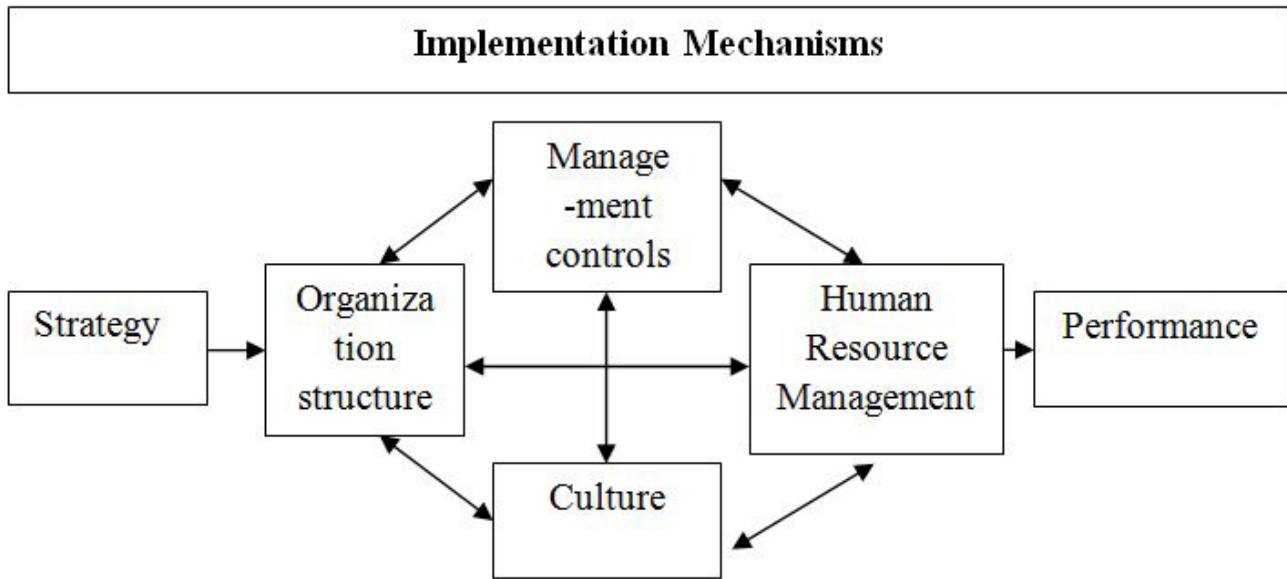 Implementation Mechanisms
Manage
-ment
controls
Strategy
Organiza
tion
structure
Human
Resource
Management
Performance
Culture